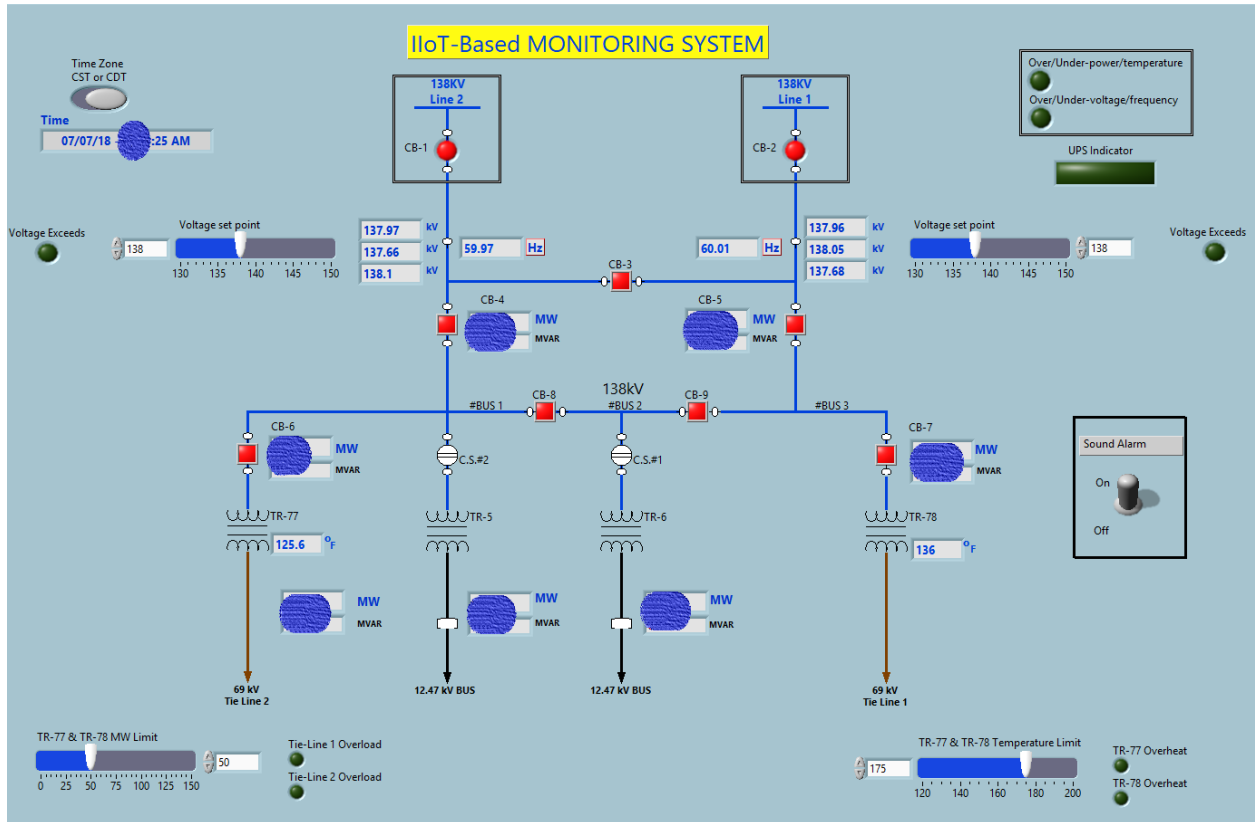 IIoT-Based MONITORING SYSTEM
Time Zone
CST or CDT
Time
07/07/18
:25 AM
138KV
Line 2
CB-1
138KV
Line 1
CB-2
Over/Under-power/temperature
Over/Under-voltage/frequency
UPS Indicator
Voltage Exceeds
138
Voltage set point
130 135 140 145 150
137.97 kV
137.66 kV
138.1 kV
59.97 Hz
60.01 Hz
137.96 kV
138.05 kV
137.68 kV
Voltage set point
130 135 140 145 150
138
Voltage Exceeds
CB-3
CB-4
MW
MVAR
CB-5
MW
MVAR
138kV
CB-8
CB-9
#BUS 1
#BUS 2
#BUS 3
CB-6
MW
MVAR
C.S.#2
C.S.#1
CB-7
MW
MVAR
Sound Alarm
On
Off
TR-77
125.6 °F
TR-5
TR-6
TR-78
136 °F
MW
MVAR
MW
MVAR
MW
MVAR
69 kV
Tie Line 2
12.47 kV BUS
12.47 kV BUS
69 kV
Tie Line 1
TR-77 & TR-78 MW Limit
0 25 50 75 100 125 150
50
Tie-Line 1 Overload
Tie-Line 2 Overload
175
TR-77 & TR-78 Temperature Limit
120 140 160 180 200
TR-77 Overheat
TR-78 Overheat